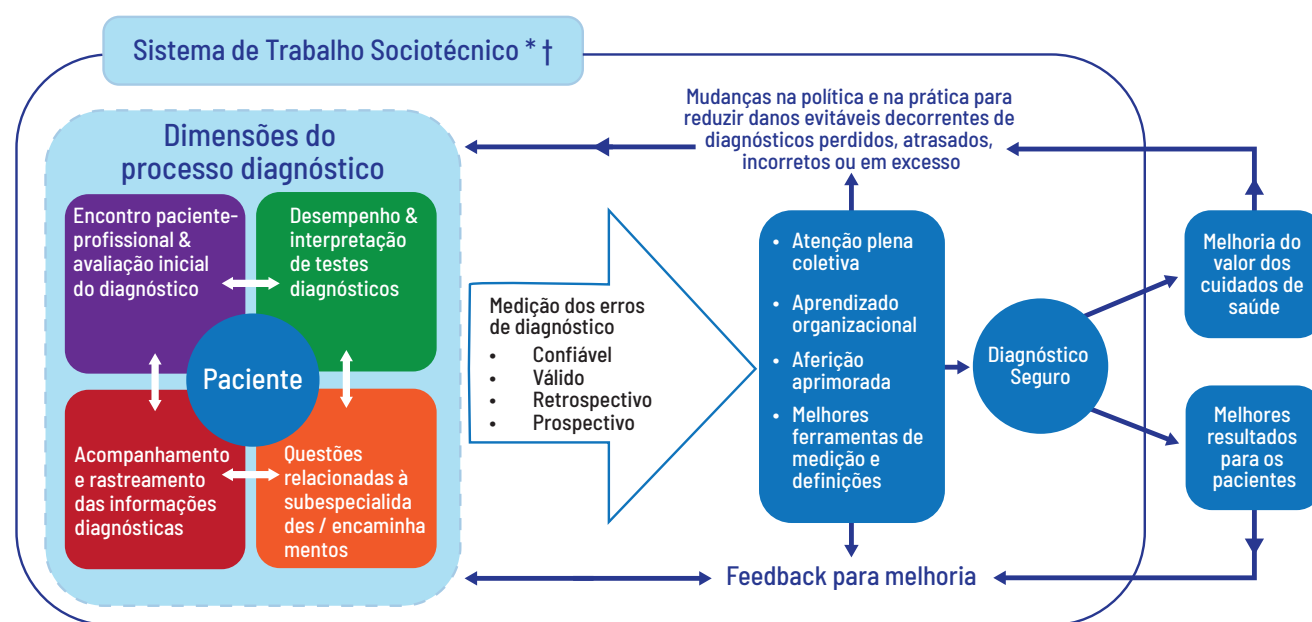 Sistema de Trabalho Sociotécnico * †
Dimensões do
processo diagnóstico
Encontro paciente-
profissional &
avaliação inicial
do diagnóstico
Desempenho &
interpretação
de testes
diagnósticos
Paciente
Acompanhamento
e rastreamento
das informações
diagnósticas
Questões
relacionadas à
subespecialida
des / encaminha
mentos
Medição dos erros
de diagnóstico
• Confiável
• Válido
• Retrospectivo
• Prospectivo
Mudanças na política e na prática para
reduzir danos evitáveis decorrentes de
diagnósticos perdidos, atrasados,
incorretos ou em excesso
• Atenção plena
coletiva
• Aprendizado
organizacional
• Aferição
aprimorada
• Melhores
ferramentas de
medição e
definições
Feedback para melhoria
Diagnóstico
Seguro
Melhoria do
valor dos
cuidados de
saúde
Melhores
resultados
para os
pacientes